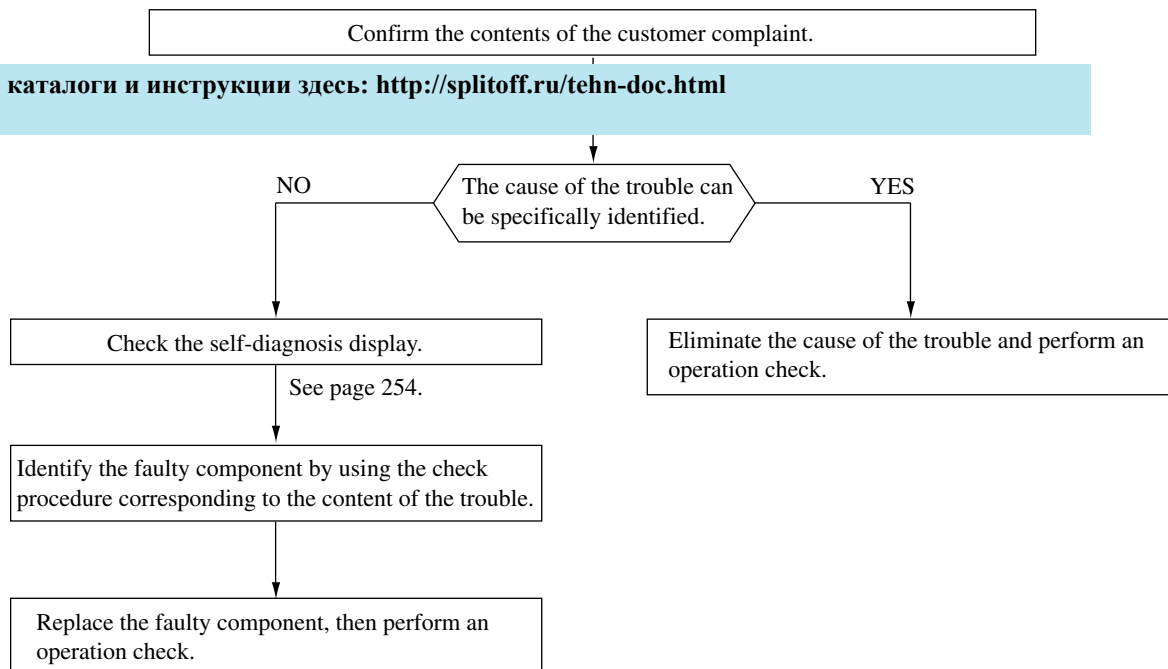 Confirm the contents of the customer complaint.
каталоги и инструкции здесь: http://splitoff.ru/tehn-doc.html
NO
The cause of the trouble can
be specifically identified.
YES
Check the self-diagnosis display.
Eliminate the cause of the trouble and perform an
operation check.
See page 254.
Identify the faulty component by using the check
procedure corresponding to the content of the trouble.
Replace the faulty component, then perform an
operation check.